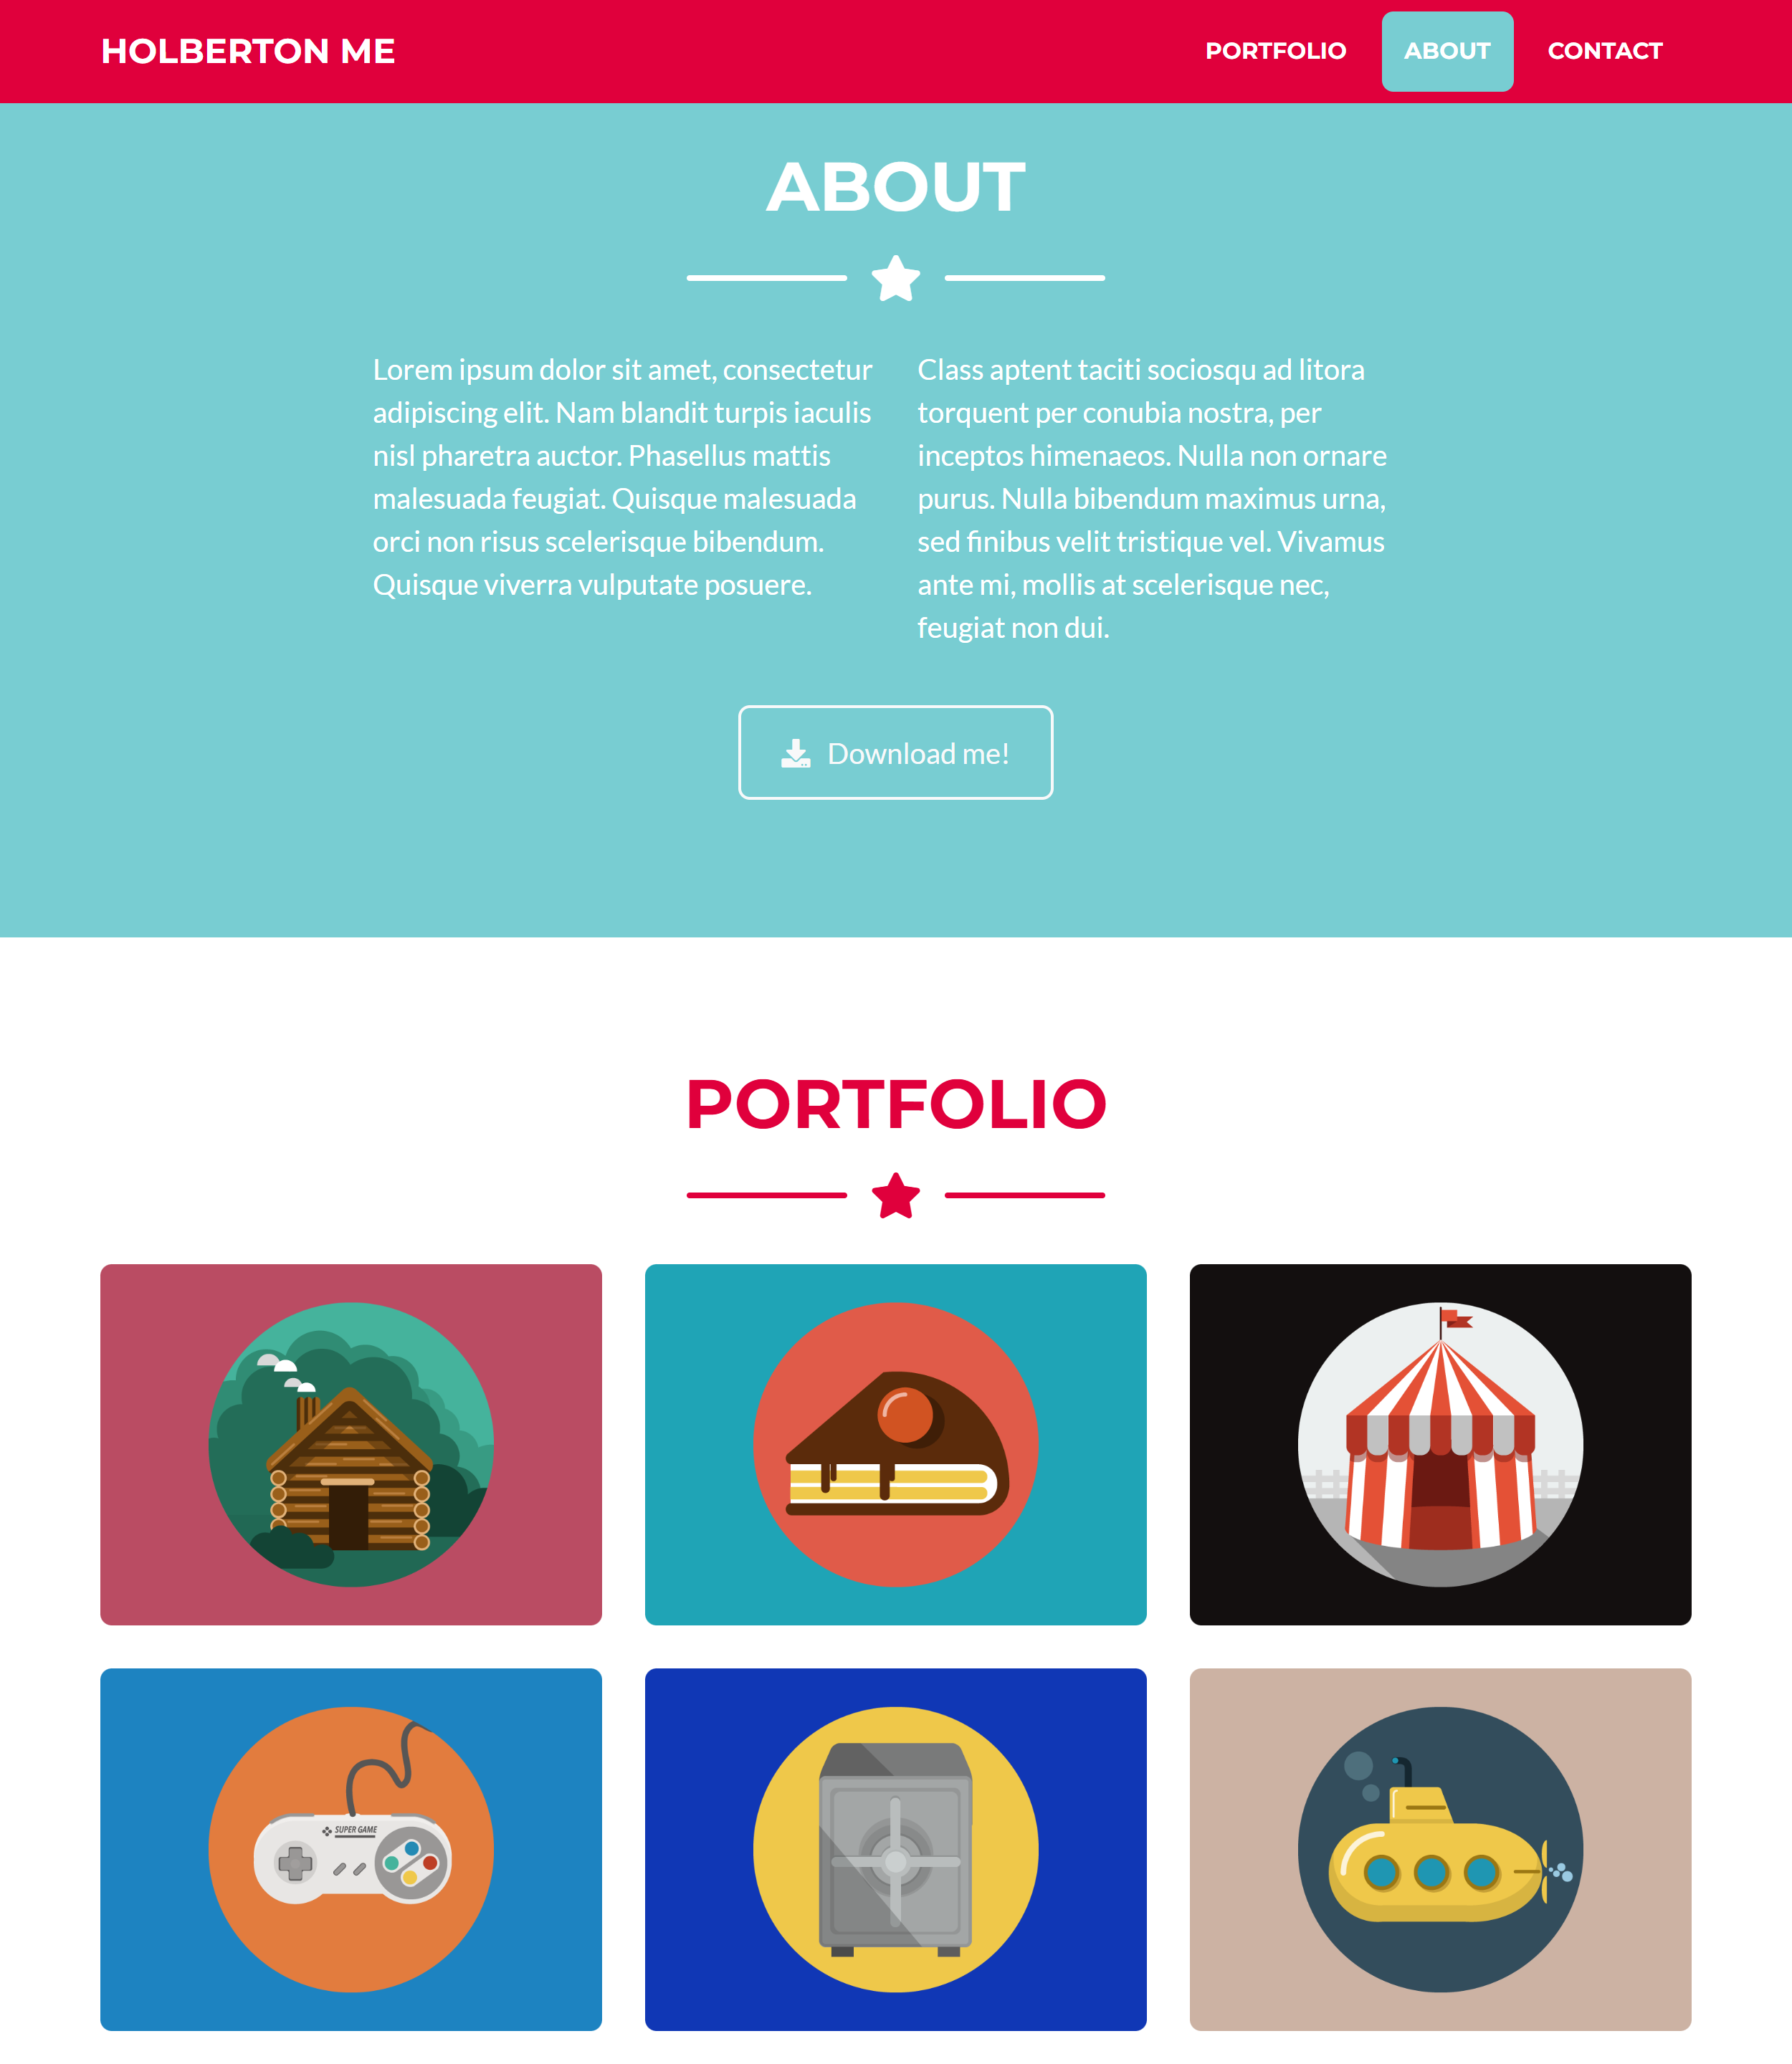 HOLBERTON ME
PORTFOLIO
ABOUT
CONTACT
ABOUT
Lorem ipsum dolor sit amet, consectetur
adipiscing elit. Nam blandit turpis iaculis
nisl pharetra auctor. Phasellus mattis
malesuada feugiat. Quisque malesuada
orci non risus scelerisque bibendum.
Quisque viverra vulputate posuere.
Class aptent taciti sociosqu ad litora
torquent per conubia nostra, per
inceptos himenaeos. Nulla non ornare
purus. Nulla bibendum maximus urna,
sed finibus velit tristique vel. Vivamus
ante mi, mollis at scelerisque nec,
feugiat non dui.
Download me!
PORTFOLIO
SUPER GAME